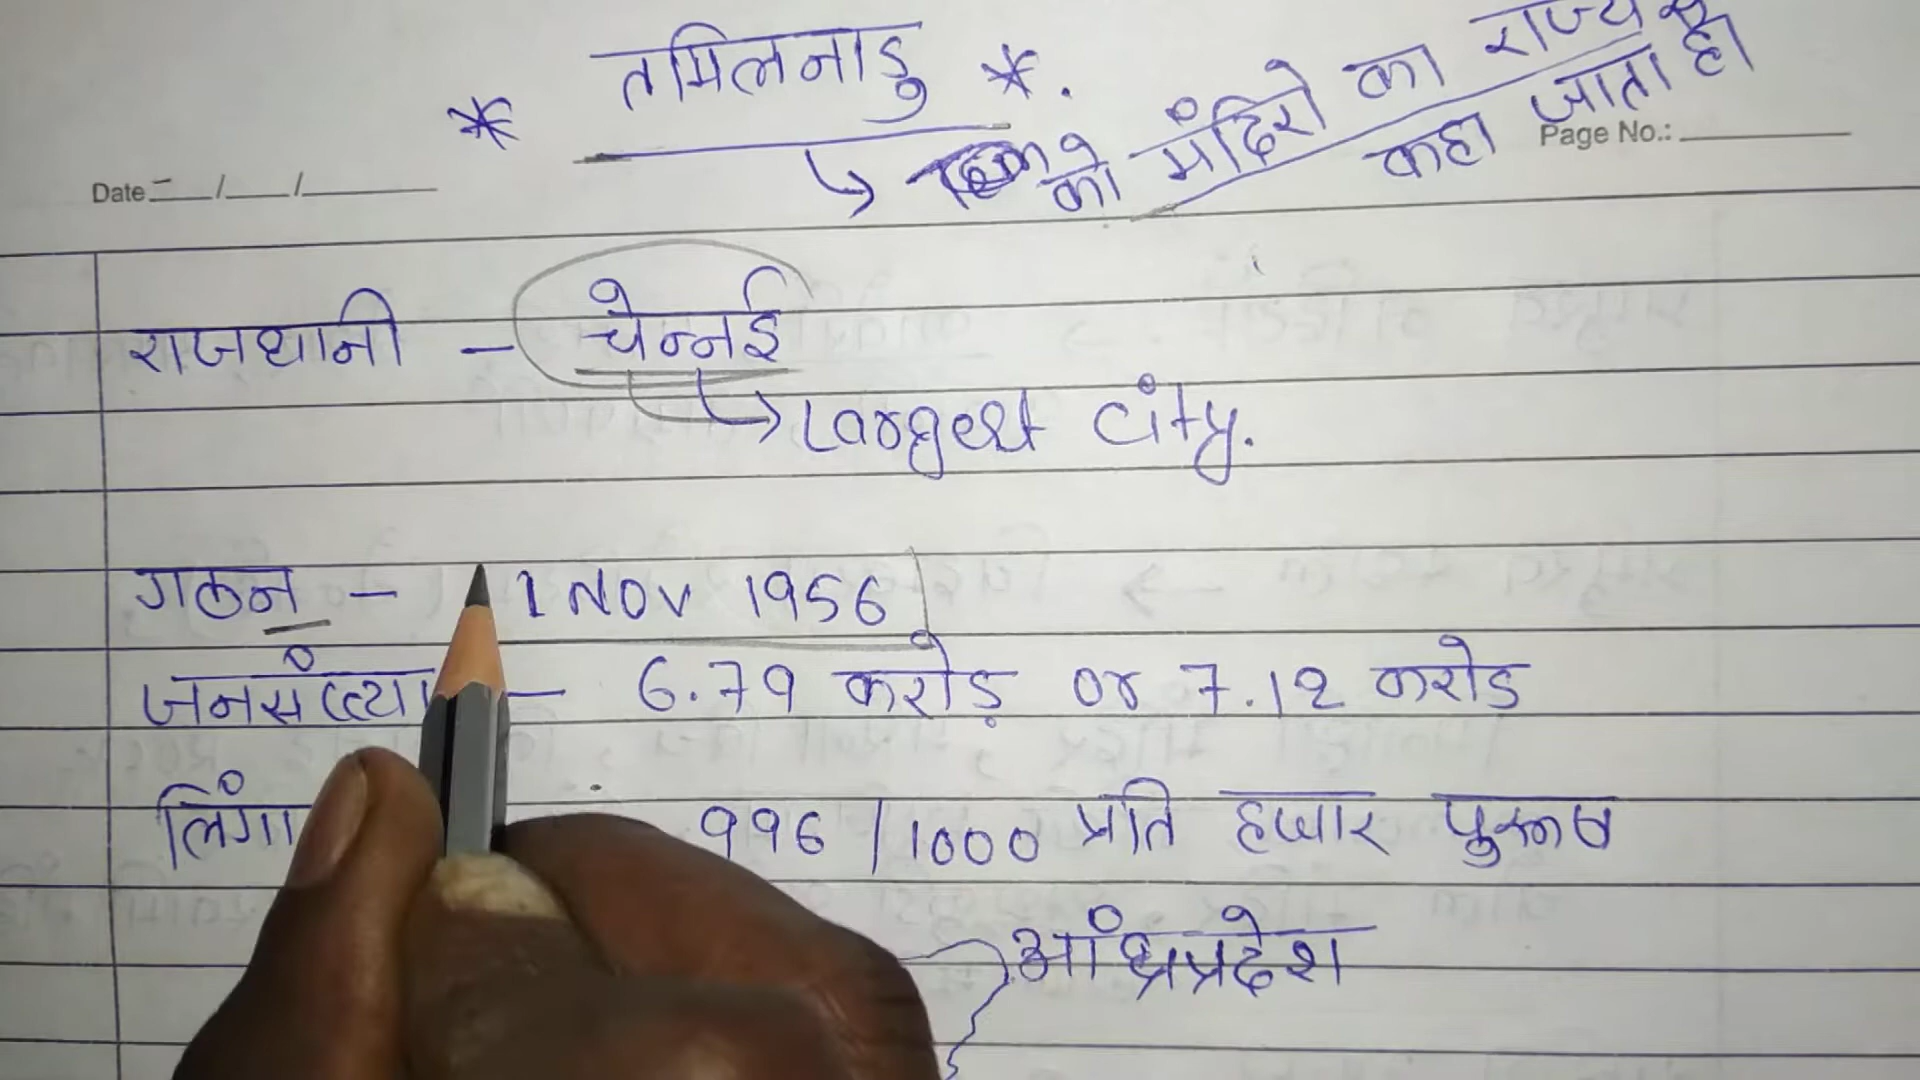 * तमिलनाडु *.
↳ को मंदिरो का राज्य
कहा जाता है।
Date / /
Page No.:
राजधानी - चेन्नई
↳ Largest city.
गठन - 1 Nov 1956
जनसंख्या - 6.79 करोड़ or 7.12 करोड
लिंगा 996 / 1000 प्रति हजार पुरूष
आंध्रप्रदेश